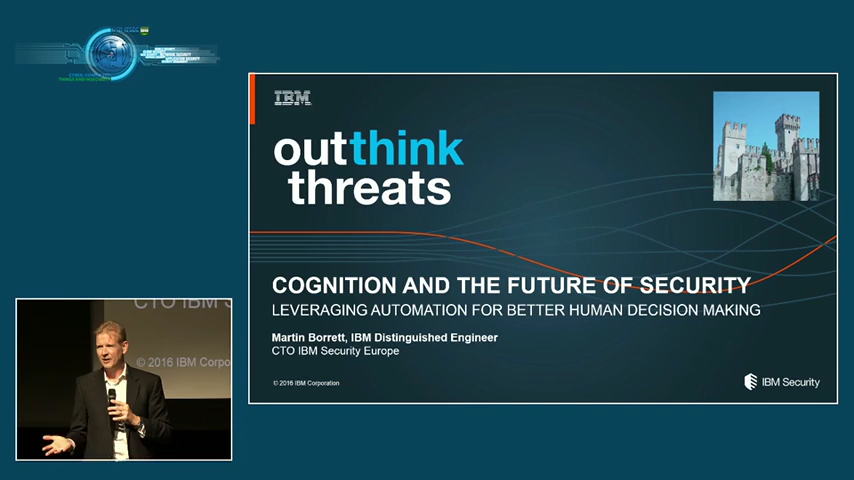 IBM
outthink
threats
COGNITION AND THE FUTURE OF SECURITY
LEVERAGING AUTOMATION FOR BETTER HUMAN DECISION MAKING
Martin Borrett, IBM Distinguished Engineer
CTO IBM Security Europe
© 2016 IBM Corporation
IBM Security
CTO IBM S
© 2016 IBM Corpo